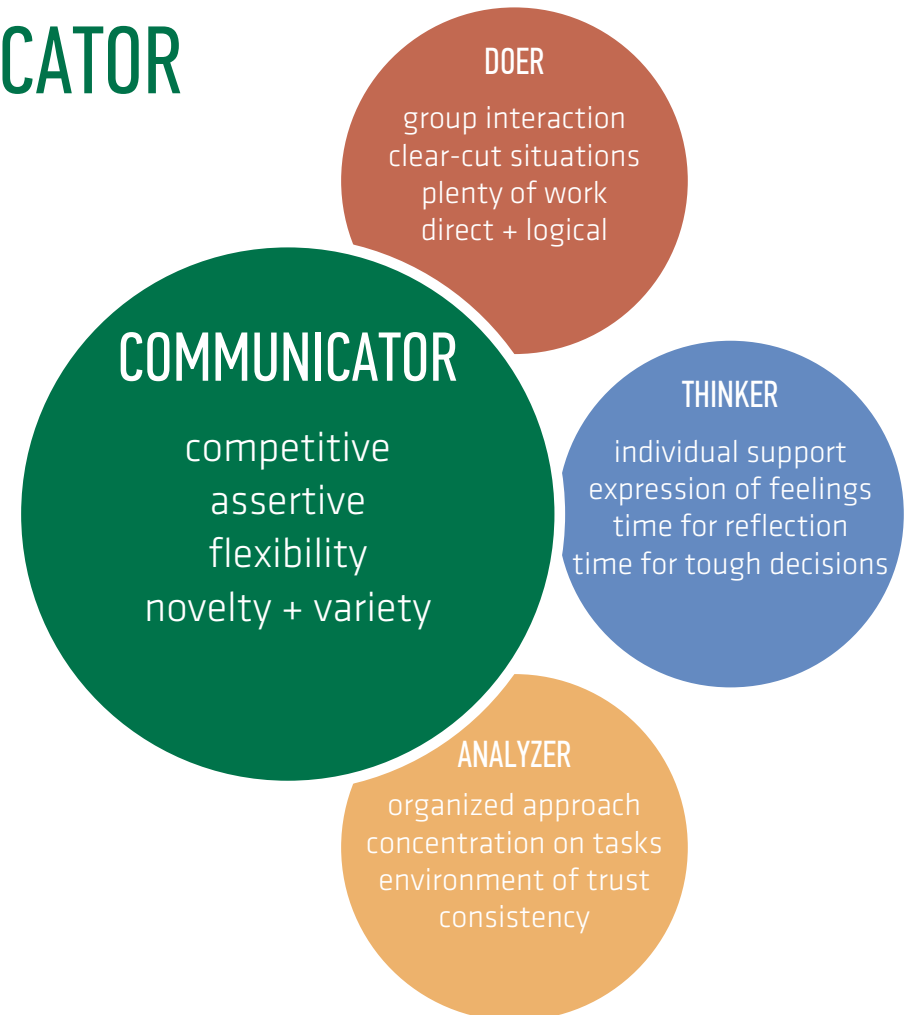 CATOR
DOER
group interaction
clear-cut situations
plenty of work
direct + logical
COMMUNICATOR
competitive
assertive
flexibility
novelty + variety
THINKER
individual support
expression of feelings
time for reflection
time for tough decisions
ANALYZER
organized approach
concentration on tasks
environment of trust
consistency